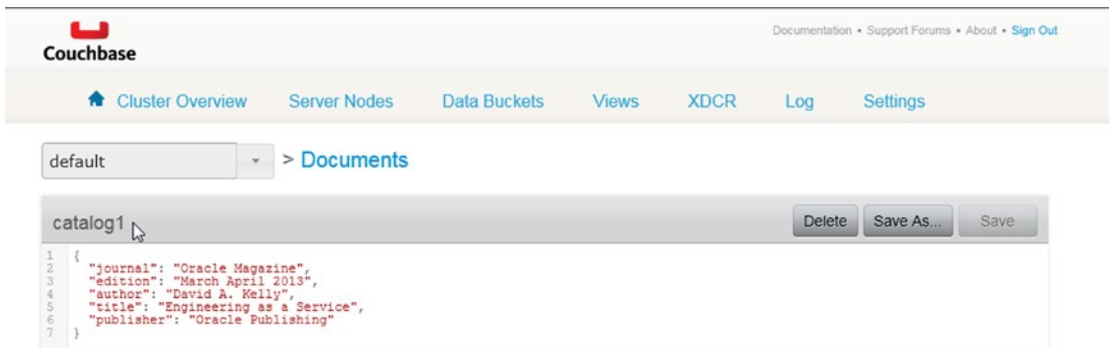 Couchbase
Documentation • Support Forums • About • Sign Out
Cluster Overview Server Nodes Data Buckets Views XDCR Log Settings
default > Documents
catalog1 Delete Save As... Save
1 {
2 "journal": "Oracle Magazine",
3 "edition": "March April 2013",
4 "author": "David A. Kelly",
5 "title": "Engineering as a Service",
6 "publisher": "Oracle Publishing"
7 }